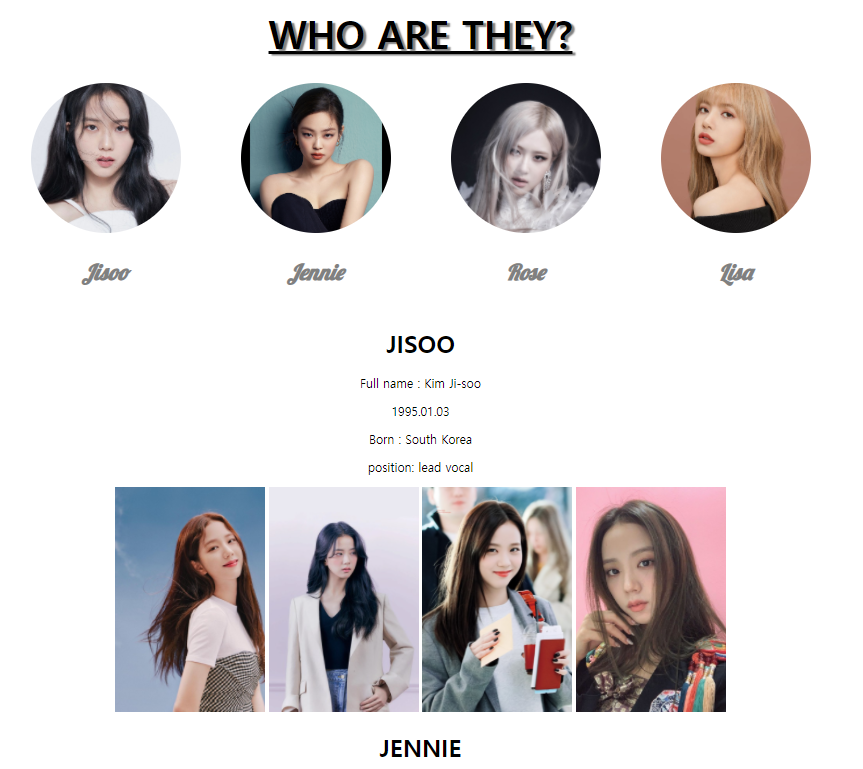 WHO ARE THEY?
Jisoo
Jennie
Rose
Lisa
JISOO
Full name : Kim Ji-soo
1995.01.03
Born : South Korea
position: lead vocal
JENNIE